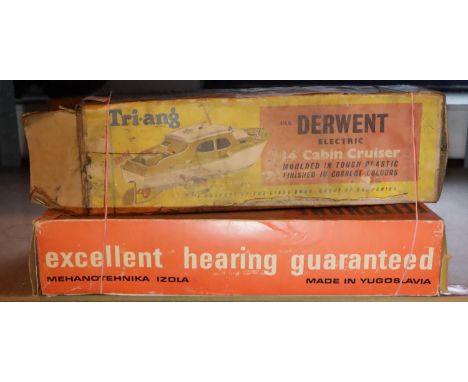 Tri-ang
DERWENT
ELECTRIC
14" Cabin Cruiser
MOULDED IN TOUGH PLASTIC
FINISHED IN CORRECT COLOURS
excellent hearing guaranteed
MEHANOTEHNIKA IZOLA
MADE IN YUGOSLAVIA